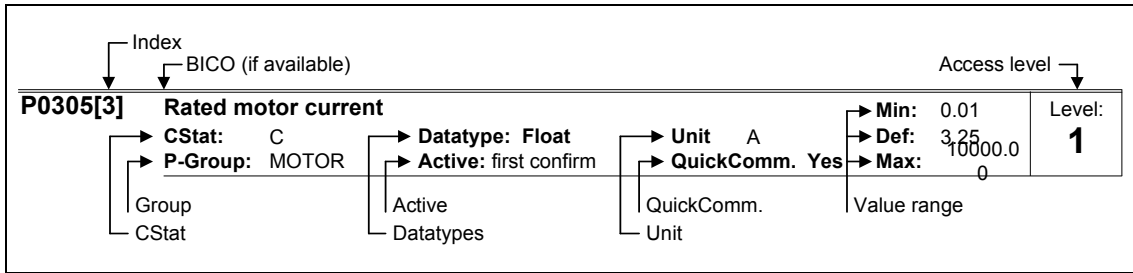 Index
BICO (if available)
Access level
P0305[3] Rated motor current Min: 0.01 Level:
CStat: C Datatype: Float Unit A Def: 3.25 1
P-Group: MOTOR Active: first confirm QuickComm. Yes Max: 10000.0
0
Group Active QuickComm. Value range
CStat Datatypes Unit